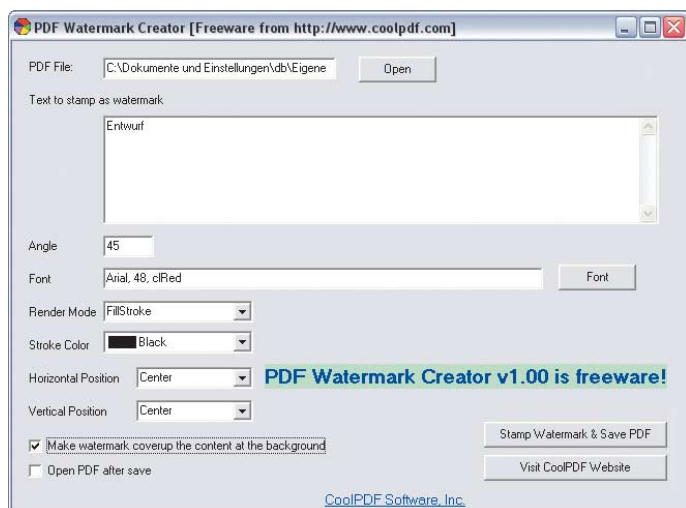 PDF Watermark Creator [Freeware from http://www.coolpdf.com]
PDF File: C:\Dokumente und Einstellungen\db\Eigene Open
Text to stamp as watermark
Entwurf
Angle 45
Font Arial, 48, clRed Font
Render Mode FillStroke
Stroke Color Black
Horizontal Position Center PDF Watermark Creator v1.00 is freeware!
Vertical Position Center
Make watermark coverup the content at the background
Stamp Watermark & Save PDF
Open PDF after save
Visit CoolPDF Website
CoolPDF Software, Inc.